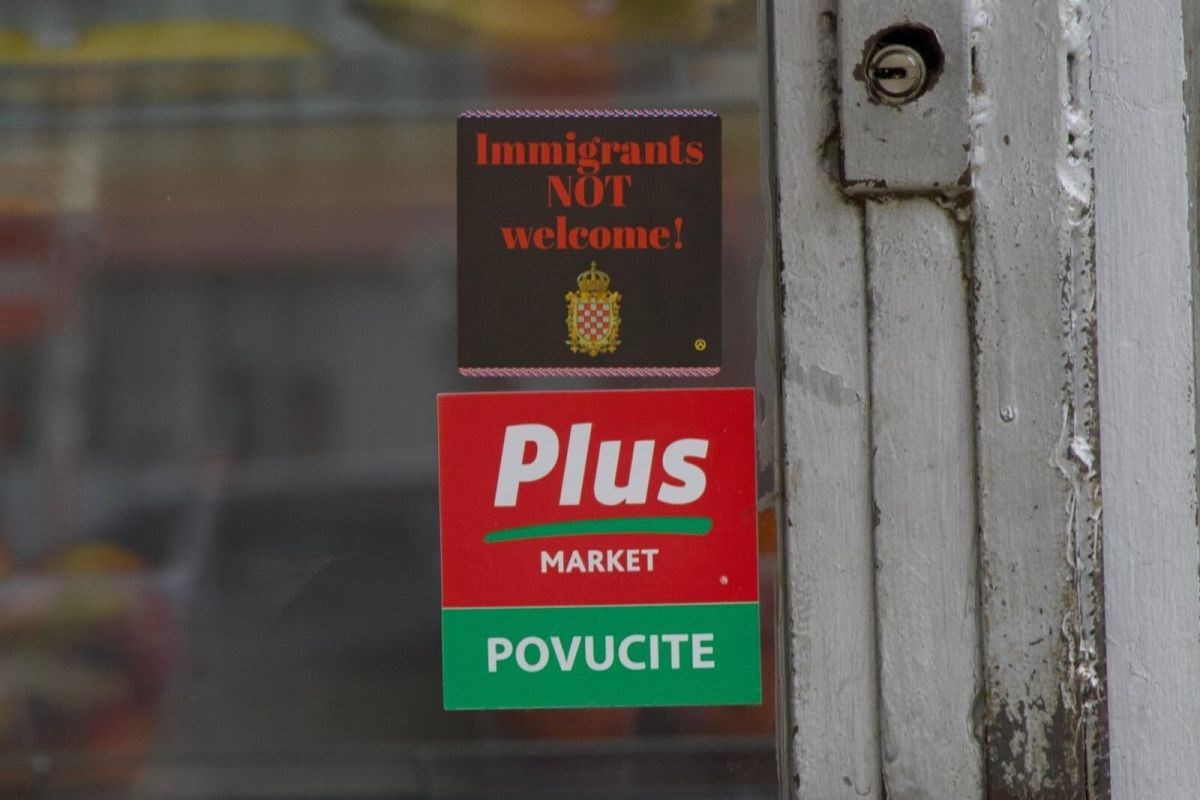 Immigrants
NOT
welcome!
Plus
MARKET
POVUCITE